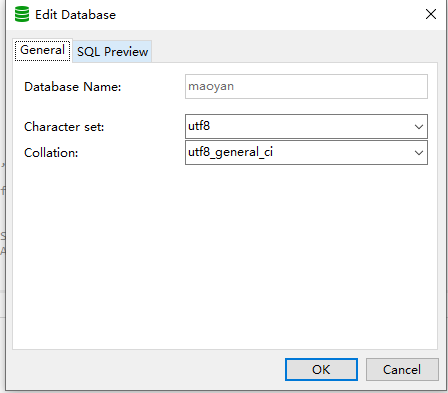 Edit Database
General
SQL Preview
Database Name:
maoyan
Character set:
utf8
Collation:
utf8_general_ci
OK
Cancel